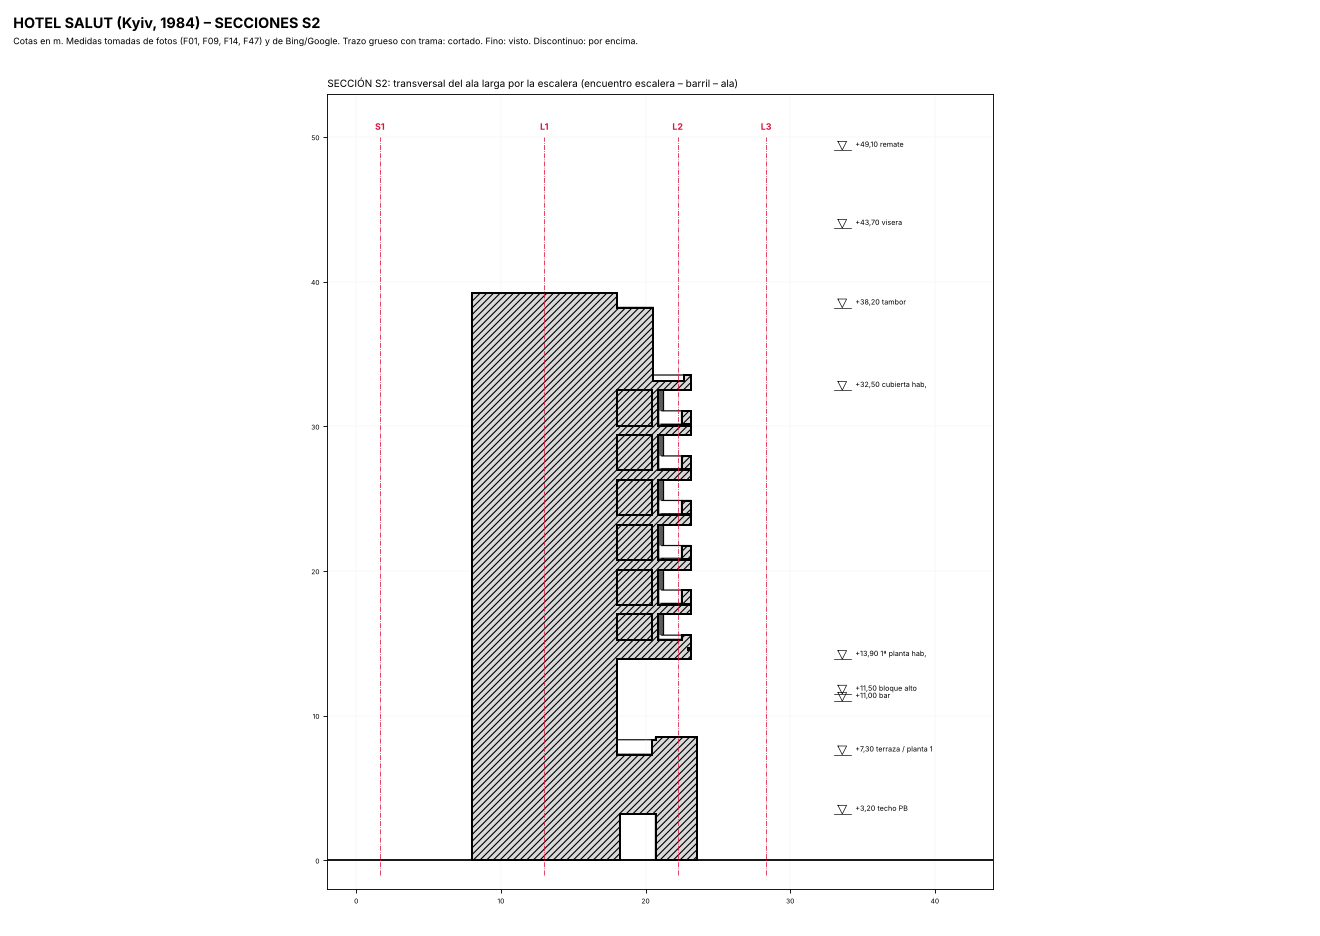 HOTEL SALUT (Kyiv, 1984) – SECCIONES S2
Cotas en m. Medidas tomadas de fotos (F01, F09, F14, F47) y de Bing/Google. Trazo grueso con trama: cortado. Fino: visto. Discontinuo: por encima.
SECCIÓN S2: transversal del ala larga por la escalera (encuentro escalera – barril – ala)
S1 L1 L2 L3
50
+49,10 remate
+43,70 visera
40
+38,20 tambor
+32,50 cubierta hab,
30
20
+13,90 1ª planta hab,
+11,50 bloque alto
+11,00 bar
10
+7,30 terraza / planta 1
+3,20 techo PB
0
0 10 20 30 40